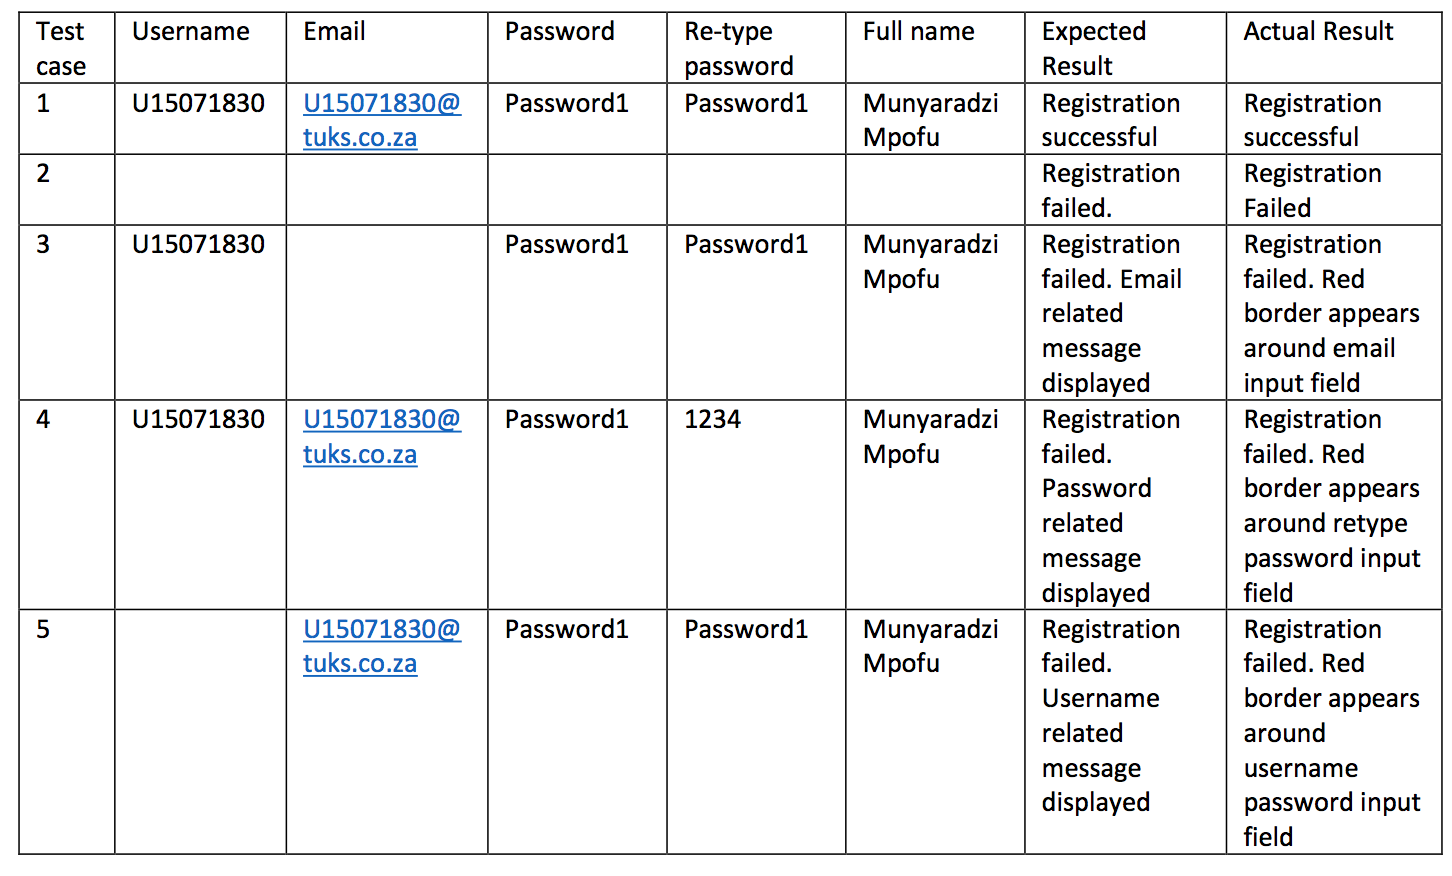 Test case Username Email Password Re-type password Full name Expected Result Actual Result
1 U15071830 U15071830@tuks.co.za Password1 Password1 Munyaradzi Mpofu Registration successful Registration successful
2 Registration failed. Registration Failed
3 U15071830 Password1 Password1 Munyaradzi Mpofu Registration failed. Email related message displayed Registration failed. Red border appears around email input field
4 U15071830 U15071830@tuks.co.za Password1 1234 Munyaradzi Mpofu Registration failed. Password related message displayed Registration failed. Red border appears around retype password input field
5 U15071830@tuks.co.za Password1 Password1 Munyaradzi Mpofu Registration failed. Username related message displayed Registration failed. Red border appears around username password input field